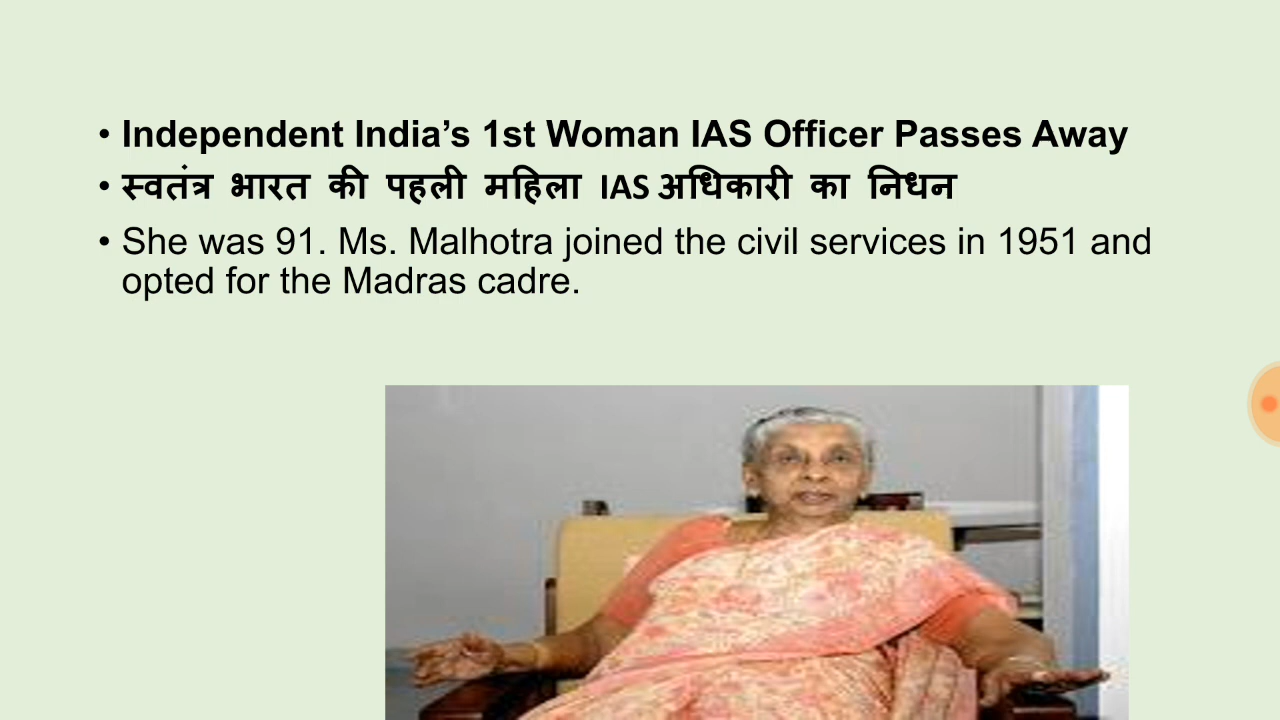 • Independent India's 1st Woman IAS Officer Passes Away
• स्वतंत्र भारत की पहली महिला IAS अधिकारी का निधन
• She was 91. Ms. Malhotra joined the civil services in 1951 and
opted for the Madras cadre.